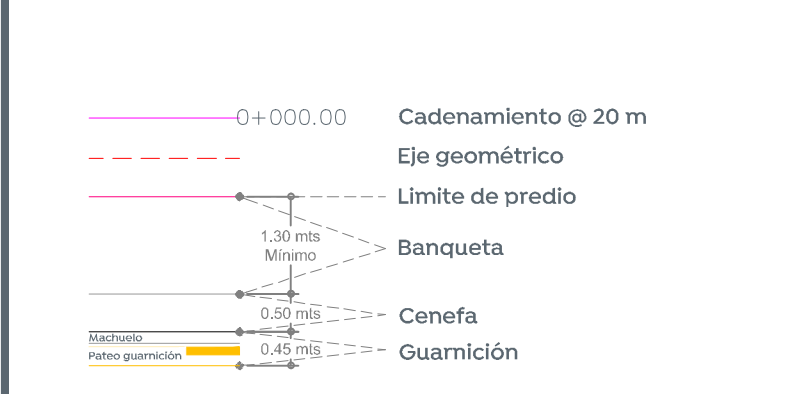 0+000.00 Cadenamiento @ 20 m
Eje geométrico
Limite de predio
1.30 mts
Mínimo
Banqueta
0.50 mts Cenefa
Machuelo
Pateo guarnición
0.45 mts Guarnición